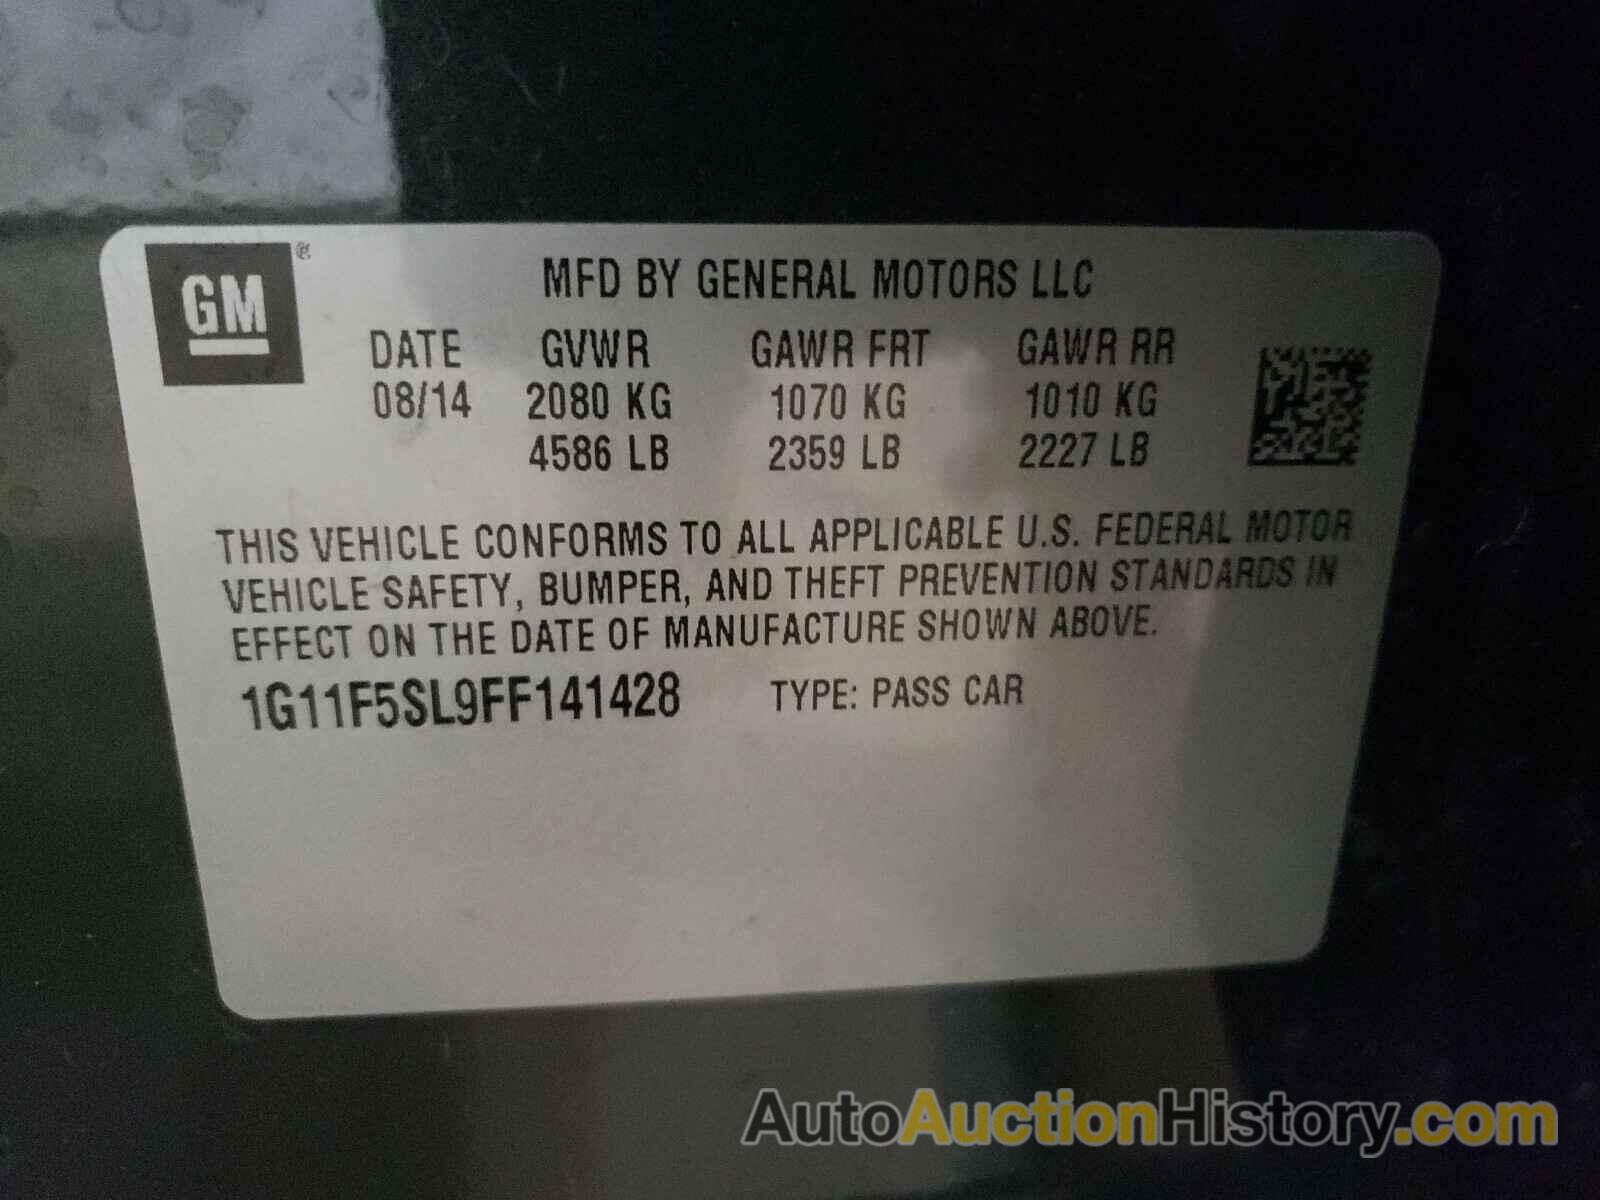 GM ®
MFD BY GENERAL MOTORS LLC
DATE GVWR GAWR FRT GAWR RR
08/14 2080 KG 1070 KG 1010 KG
4586 LB 2359 LB 2227 LB
THIS VEHICLE CONFORMS TO ALL APPLICABLE U.S. FEDERAL MOTOR
VEHICLE SAFETY, BUMPER, AND THEFT PREVENTION STANDARDS IN
EFFECT ON THE DATE OF MANUFACTURE SHOWN ABOVE.
1G11F5SL9FF141428 TYPE: PASS CAR
AutoAuctionHistory.com